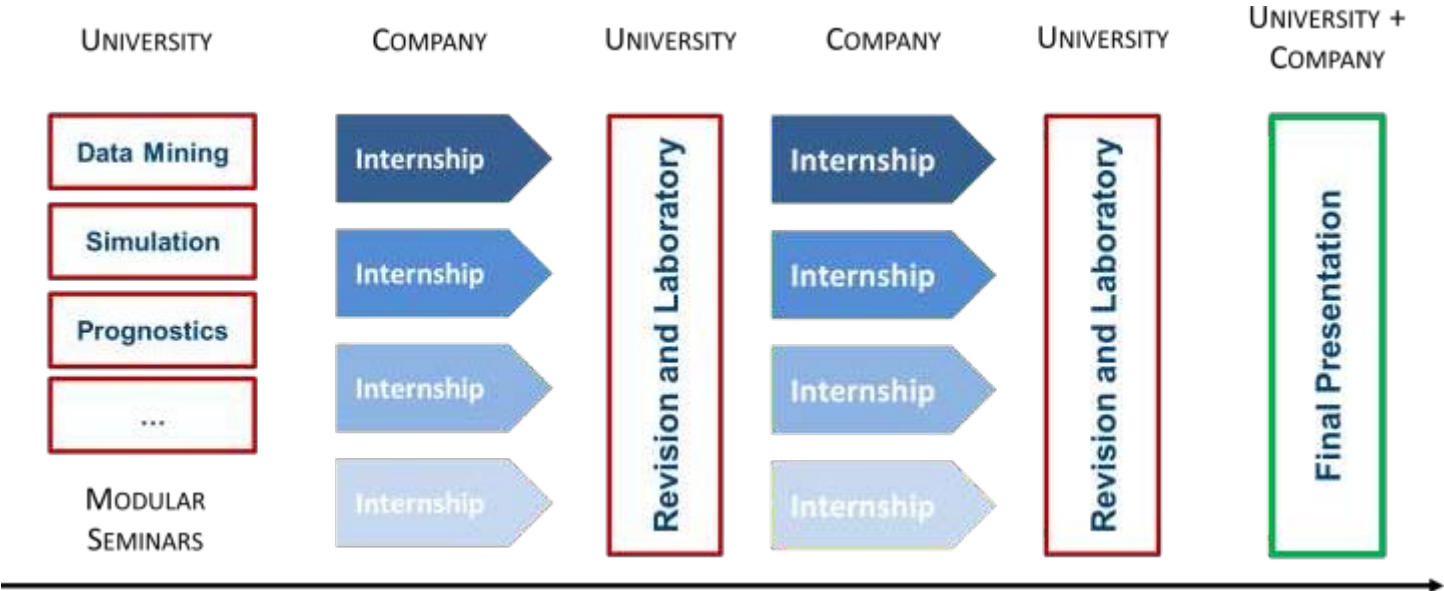 UNIVERSITY
COMPANY
UNIVERSITY
COMPANY
UNIVERSITY
UNIVERSITY +
COMPANY
Data Mining
Simulation
Prognostics
...
MODULAR
SEMINARS
Internship
Internship
Internship
Internship
Revision and Laboratory
Internship
Internship
Internship
Internship
Revision and Laboratory
Final Presentation